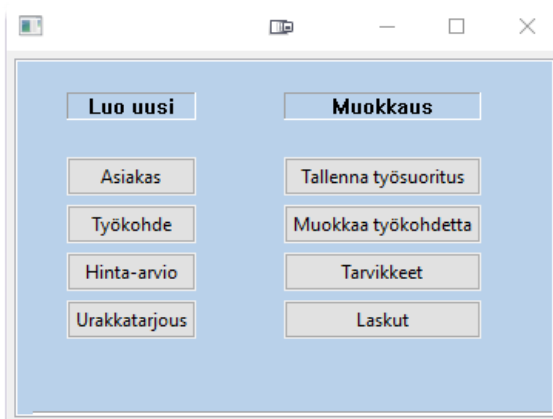 Luo uusi
Muokkaus
Asiakas
Tallenna työsuoritus
Työkohde
Muokkaa työkohdetta
Hinta-arvio
Tarvikkeet
Urakkatarjous
Laskut